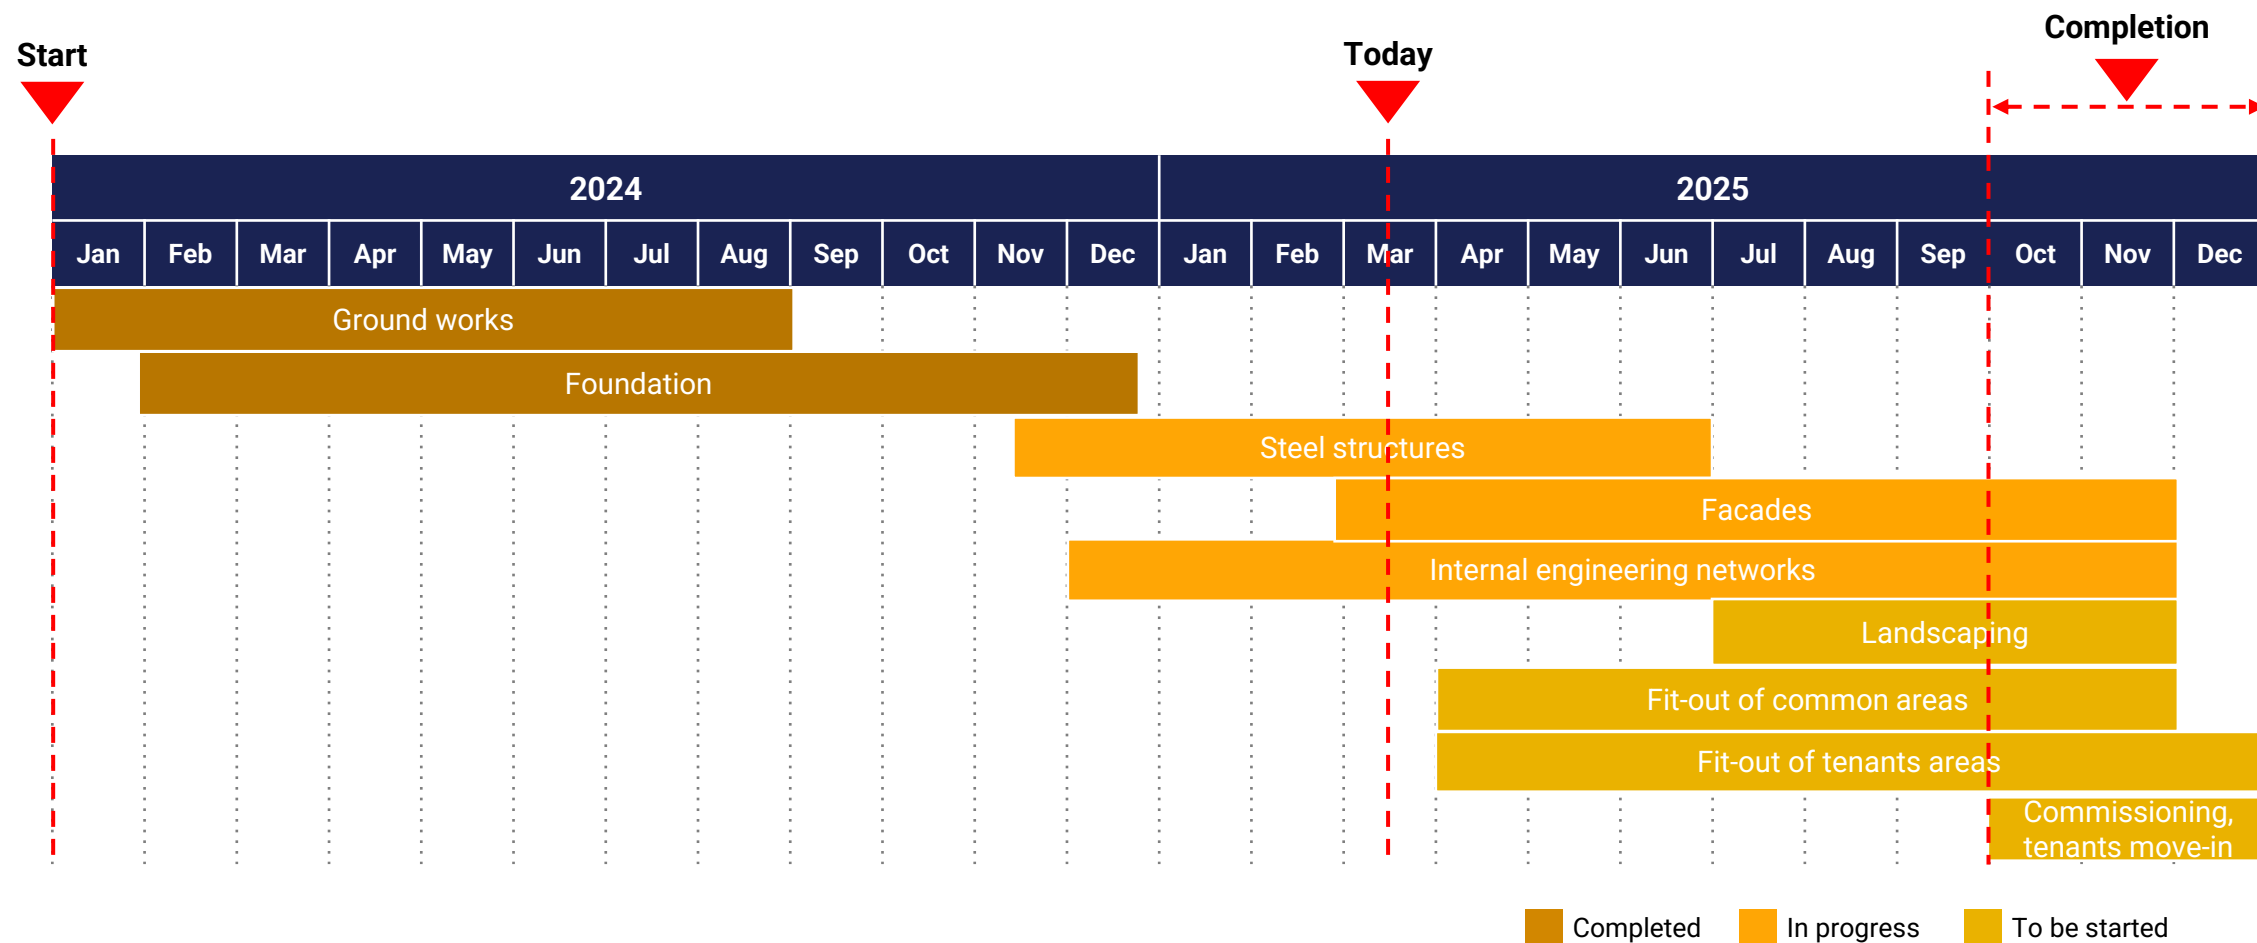 Completion
Start
Today
2024
2025
Jan Feb Mar Apr May Jun Jul Aug Sep Oct Nov Dec Jan Feb Mar Apr May Jun Jul Aug Sep Oct Nov Dec
Ground works
Foundation
Steel structures
Facades
Internal engineering networks
Landscaping
Fit-out of common areas
Fit-out of tenants areas
Commissioning,
tenants move-in
Completed
In progress
To be started